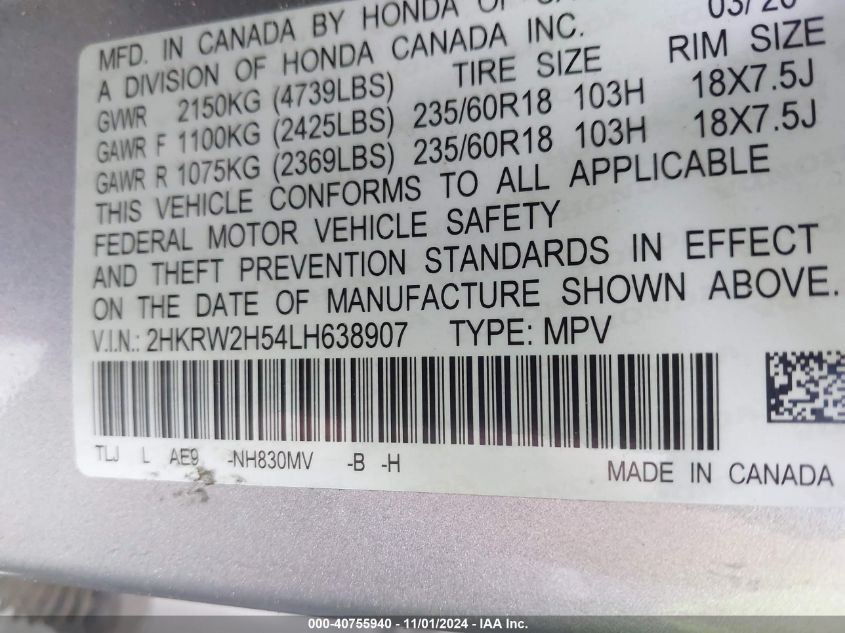 MFD. IN CANADA BY HONDA OF
03/20
A DIVISION OF HONDA CANADA INC.
TIRE SIZE RIM SIZE
GVWR 2150KG (4739LBS)
GAWR F 1100KG (2425LBS) 235/60R18 103H 18X7.5J
GAWR R 1075KG (2369LBS) 235/60R18 103H 18X7.5J
THIS VEHICLE CONFORMS TO ALL APPLICABLE
FEDERAL MOTOR VEHICLE SAFETY
AND THEFT PREVENTION STANDARDS IN EFFECT
ON THE DATE OF MANUFACTURE SHOWN ABOVE.
V.I.N.: 2HKRW2H54LH638907 TYPE: MPV
TLJ L AE9 -NH830MV -B -H
MADE IN CANADA
000-40755940 - 11/01/2024 - IAA Inc.